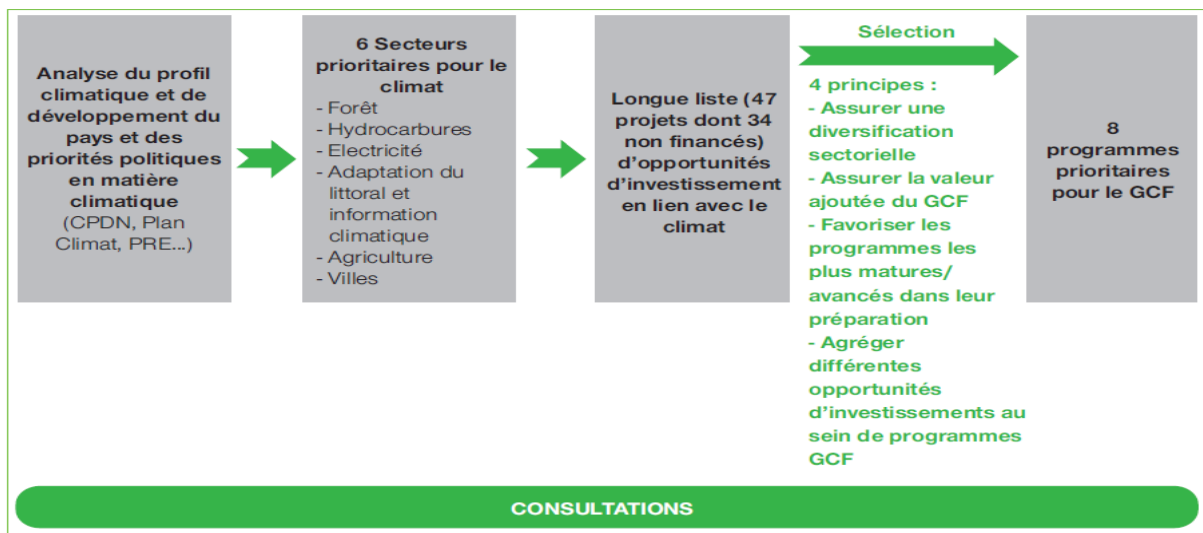 Analyse du profil
climatique et de
développement du
pays et des
priorités politiques
en matière
climatique
(CPDN, Plan
Climat, PRE...)
6 Secteurs
prioritaires pour le
climat
- Forêt
- Hydrocarbures
- Electricité
- Adaptation du
littoral et
information
climatique
- Agriculture
- Villes
Longue liste (47
projets dont 34
non financés)
d’opportunités
d’investissement
en lien avec le
climat
Sélection
4 principes :
- Assurer une
diversification
sectorielle
- Assurer la valeur
ajoutée du GCF
- Favoriser les
programmes les
plus matures/
avancés dans leur
préparation
- Agréger
différentes
opportunités
d’investissements au
sein de programmes
GCF
8
programmes
prioritaires
pour le GCF
CONSULTATIONS